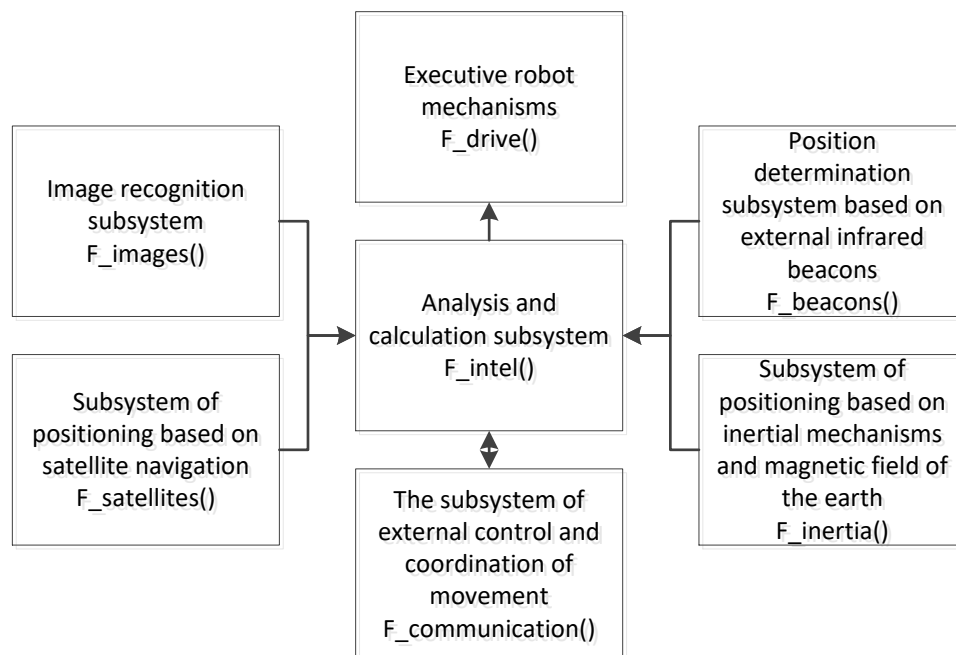 Executive robot
mechanisms
F_drive()
Image recognition
subsystem
F_images()
Position
determination
subsystem based on
external infrared
beacons
F_beacons()
Analysis and
calculation subsystem
F_intel()
Subsystem of
positioning based on
satellite navigation
F_satellites()
Subsystem of
positioning based on
inertial mechanisms
and magnetic field of
the earth
F_inertia()
The subsystem of
external control and
coordination of
movement
F_communication()